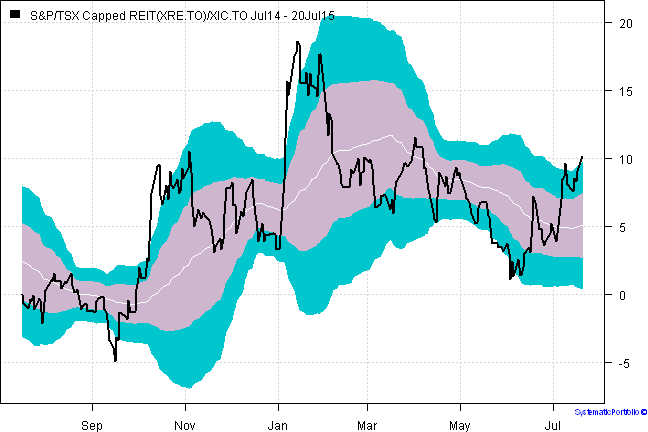 S&P/TSX Capped REIT(XRE.TO)/XIC.TO Jul14 - 20Jul15
20
15
10
5
0
-5
Sep Nov Jan Mar May Jul
SystematicPortfolio ©